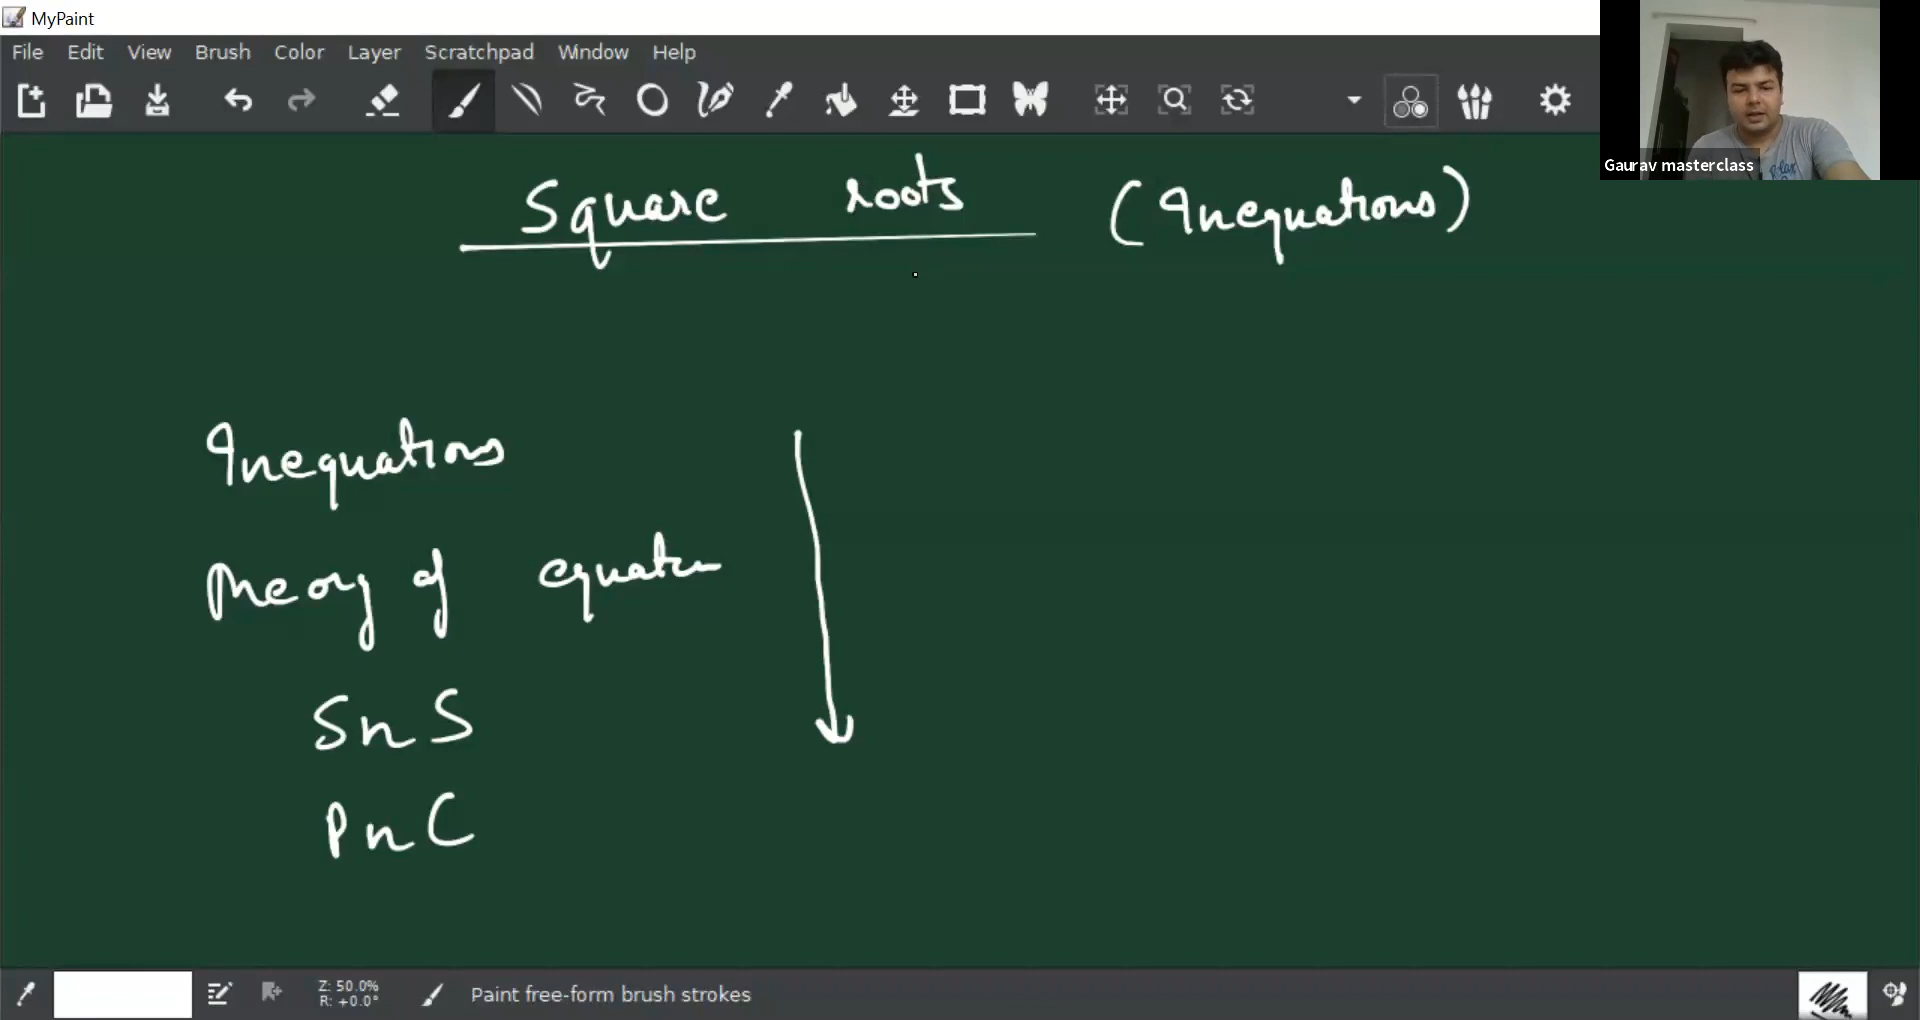 MyPaint
File Edit View Brush Color Layer Scratchpad Window Help
Gaurav masterclass
Square roots (Inequations)
Inequations
Theory of equation
SnS
PnC
Z: 50.0%
R: +0.0°
Paint free-form brush strokes